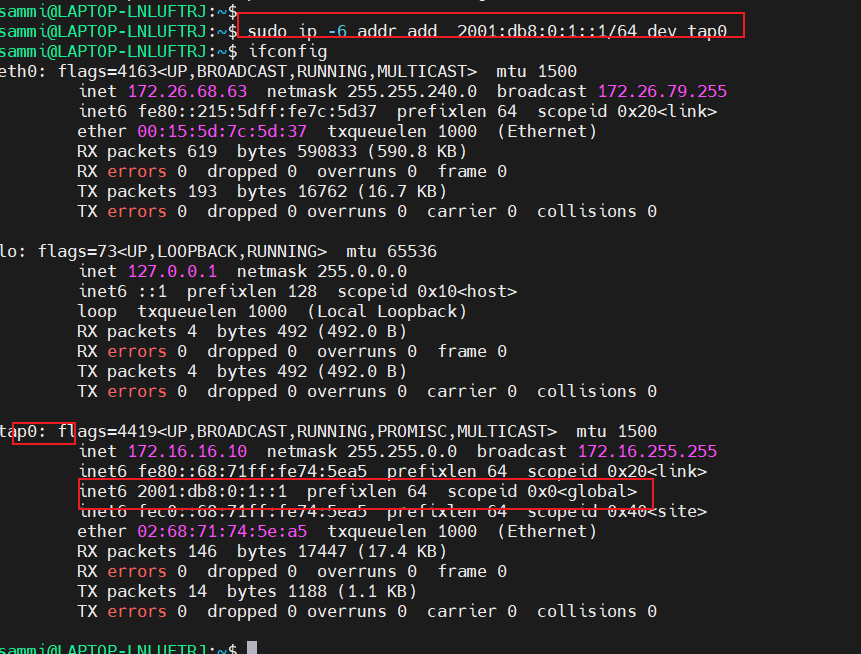 sammi@LAPTOP-LNLUFTRJ:~$
sammi@LAPTOP-LNLUFTRJ:~$ sudo ip -6 addr add  2001:db8:0:1::1/64 dev tap0
sammi@LAPTOP-LNLUFTRJ:~$ ifconfig
eth0: flags=4163<UP,BROADCAST,RUNNING,MULTICAST>  mtu 1500
        inet 172.26.68.63  netmask 255.255.240.0  broadcast 172.26.79.255
        inet6 fe80::215:5dff:fe7c:5d37  prefixlen 64  scopeid 0x20<link>
        ether 00:15:5d:7c:5d:37  txqueuelen 1000  (Ethernet)
        RX packets 619  bytes 590833 (590.8 KB)
        RX errors 0  dropped 0  overruns 0  frame 0
        TX packets 193  bytes 16762 (16.7 KB)
        TX errors 0  dropped 0 overruns 0  carrier 0  collisions 0
lo: flags=73<UP,LOOPBACK,RUNNING>  mtu 65536
        inet 127.0.0.1  netmask 255.0.0.0
        inet6 ::1  prefixlen 128  scopeid 0x10<host>
        loop  txqueuelen 1000  (Local Loopback)
        RX packets 4  bytes 492 (492.0 B)
        RX errors 0  dropped 0  overruns 0  frame 0
        TX packets 4  bytes 492 (492.0 B)
        TX errors 0  dropped 0 overruns 0  carrier 0  collisions 0
tap0: flags=4419<UP,BROADCAST,RUNNING,PROMISC,MULTICAST>  mtu 1500
        inet 172.16.16.10  netmask 255.255.0.0  broadcast 172.16.255.255
        inet6 fe80::68:71ff:fe74:5ea5  prefixlen 64  scopeid 0x20<link>
        inet6 2001:db8:0:1::1  prefixlen 64  scopeid 0x0<global>
        inet6 fec0::68:71ff:fe74:5ea5  prefixlen 64  scopeid 0x40<site>
        ether 02:68:71:74:5e:a5  txqueuelen 1000  (Ethernet)
        RX packets 146  bytes 17447 (17.4 KB)
        RX errors 0  dropped 0  overruns 0  frame 0
        TX packets 14  bytes 1188 (1.1 KB)
        TX errors 0  dropped 0 overruns 0  carrier 0  collisions 0
sammi@LAPTOP-LNLUFTRJ:~$